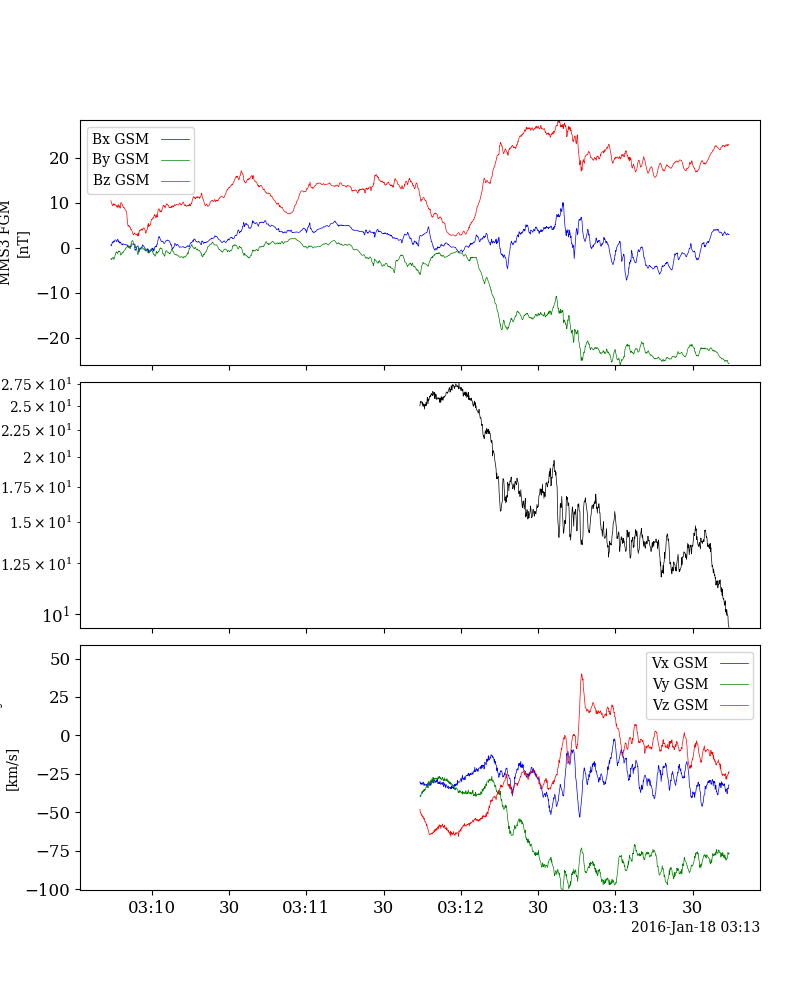 Bx GSM
By GSM
Bz GSM
20
10
0
−10
−20
MMS3 FGM
[nT]
2.75 × 10¹
2.5 × 10¹
2.25 × 10¹
2 × 10¹
1.75 × 10¹
1.5 × 10¹
1.25 × 10¹
10¹
Vx GSM
Vy GSM
Vz GSM
50
25
0
−25
−50
−75
−100
[km/s]
03:10 30 03:11 30 03:12 30 03:13 30
2016-Jan-18 03:13